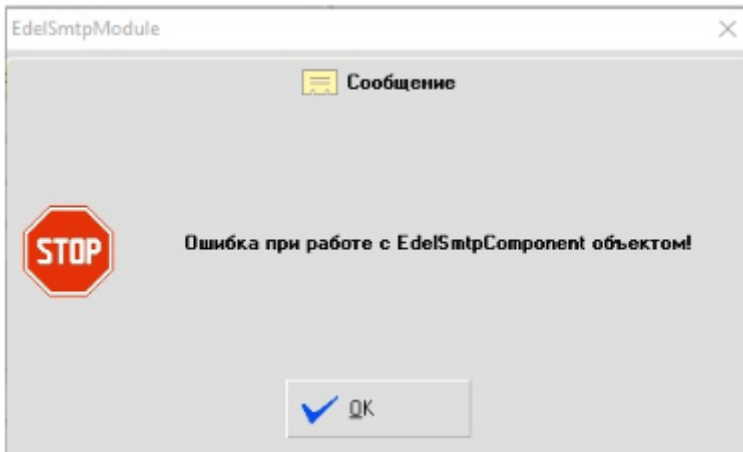 EdelSmtpModule
Сообщение
STOP
Ошибка при работе с EdelSmtpComponent объектом!
OK